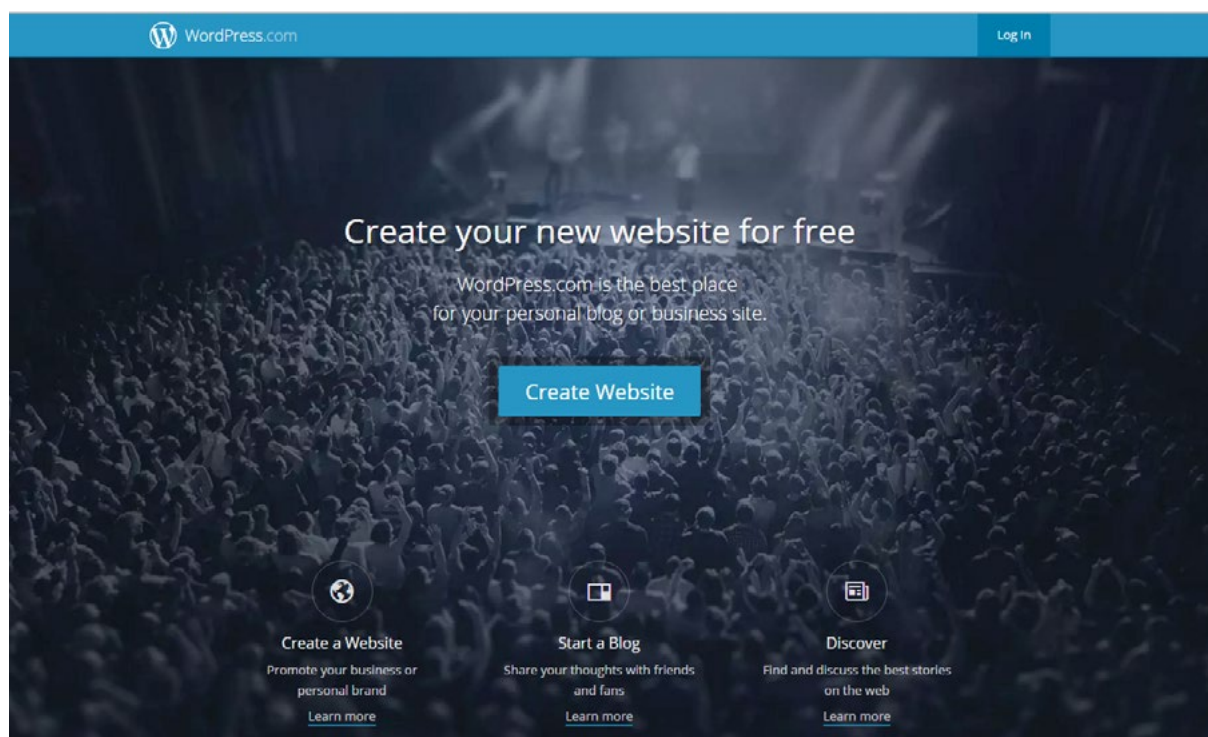 WordPress.com
Log In
Create your new website for free
WordPress.com is the best place
for your personal blog or business site.
Create Website
Create a Website
Promote your business or
personal brand
Learn more
Start a Blog
Share your thoughts with friends
and fans
Learn more
Discover
Find and discuss the best stories
on the web
Learn more